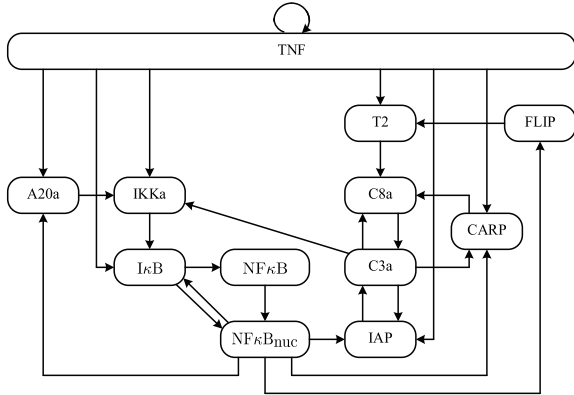 TNF
T2
FLIP
A20a
IKKa
C8a
CARP
IκB
NFκB
C3a
NFκBnuc
IAP